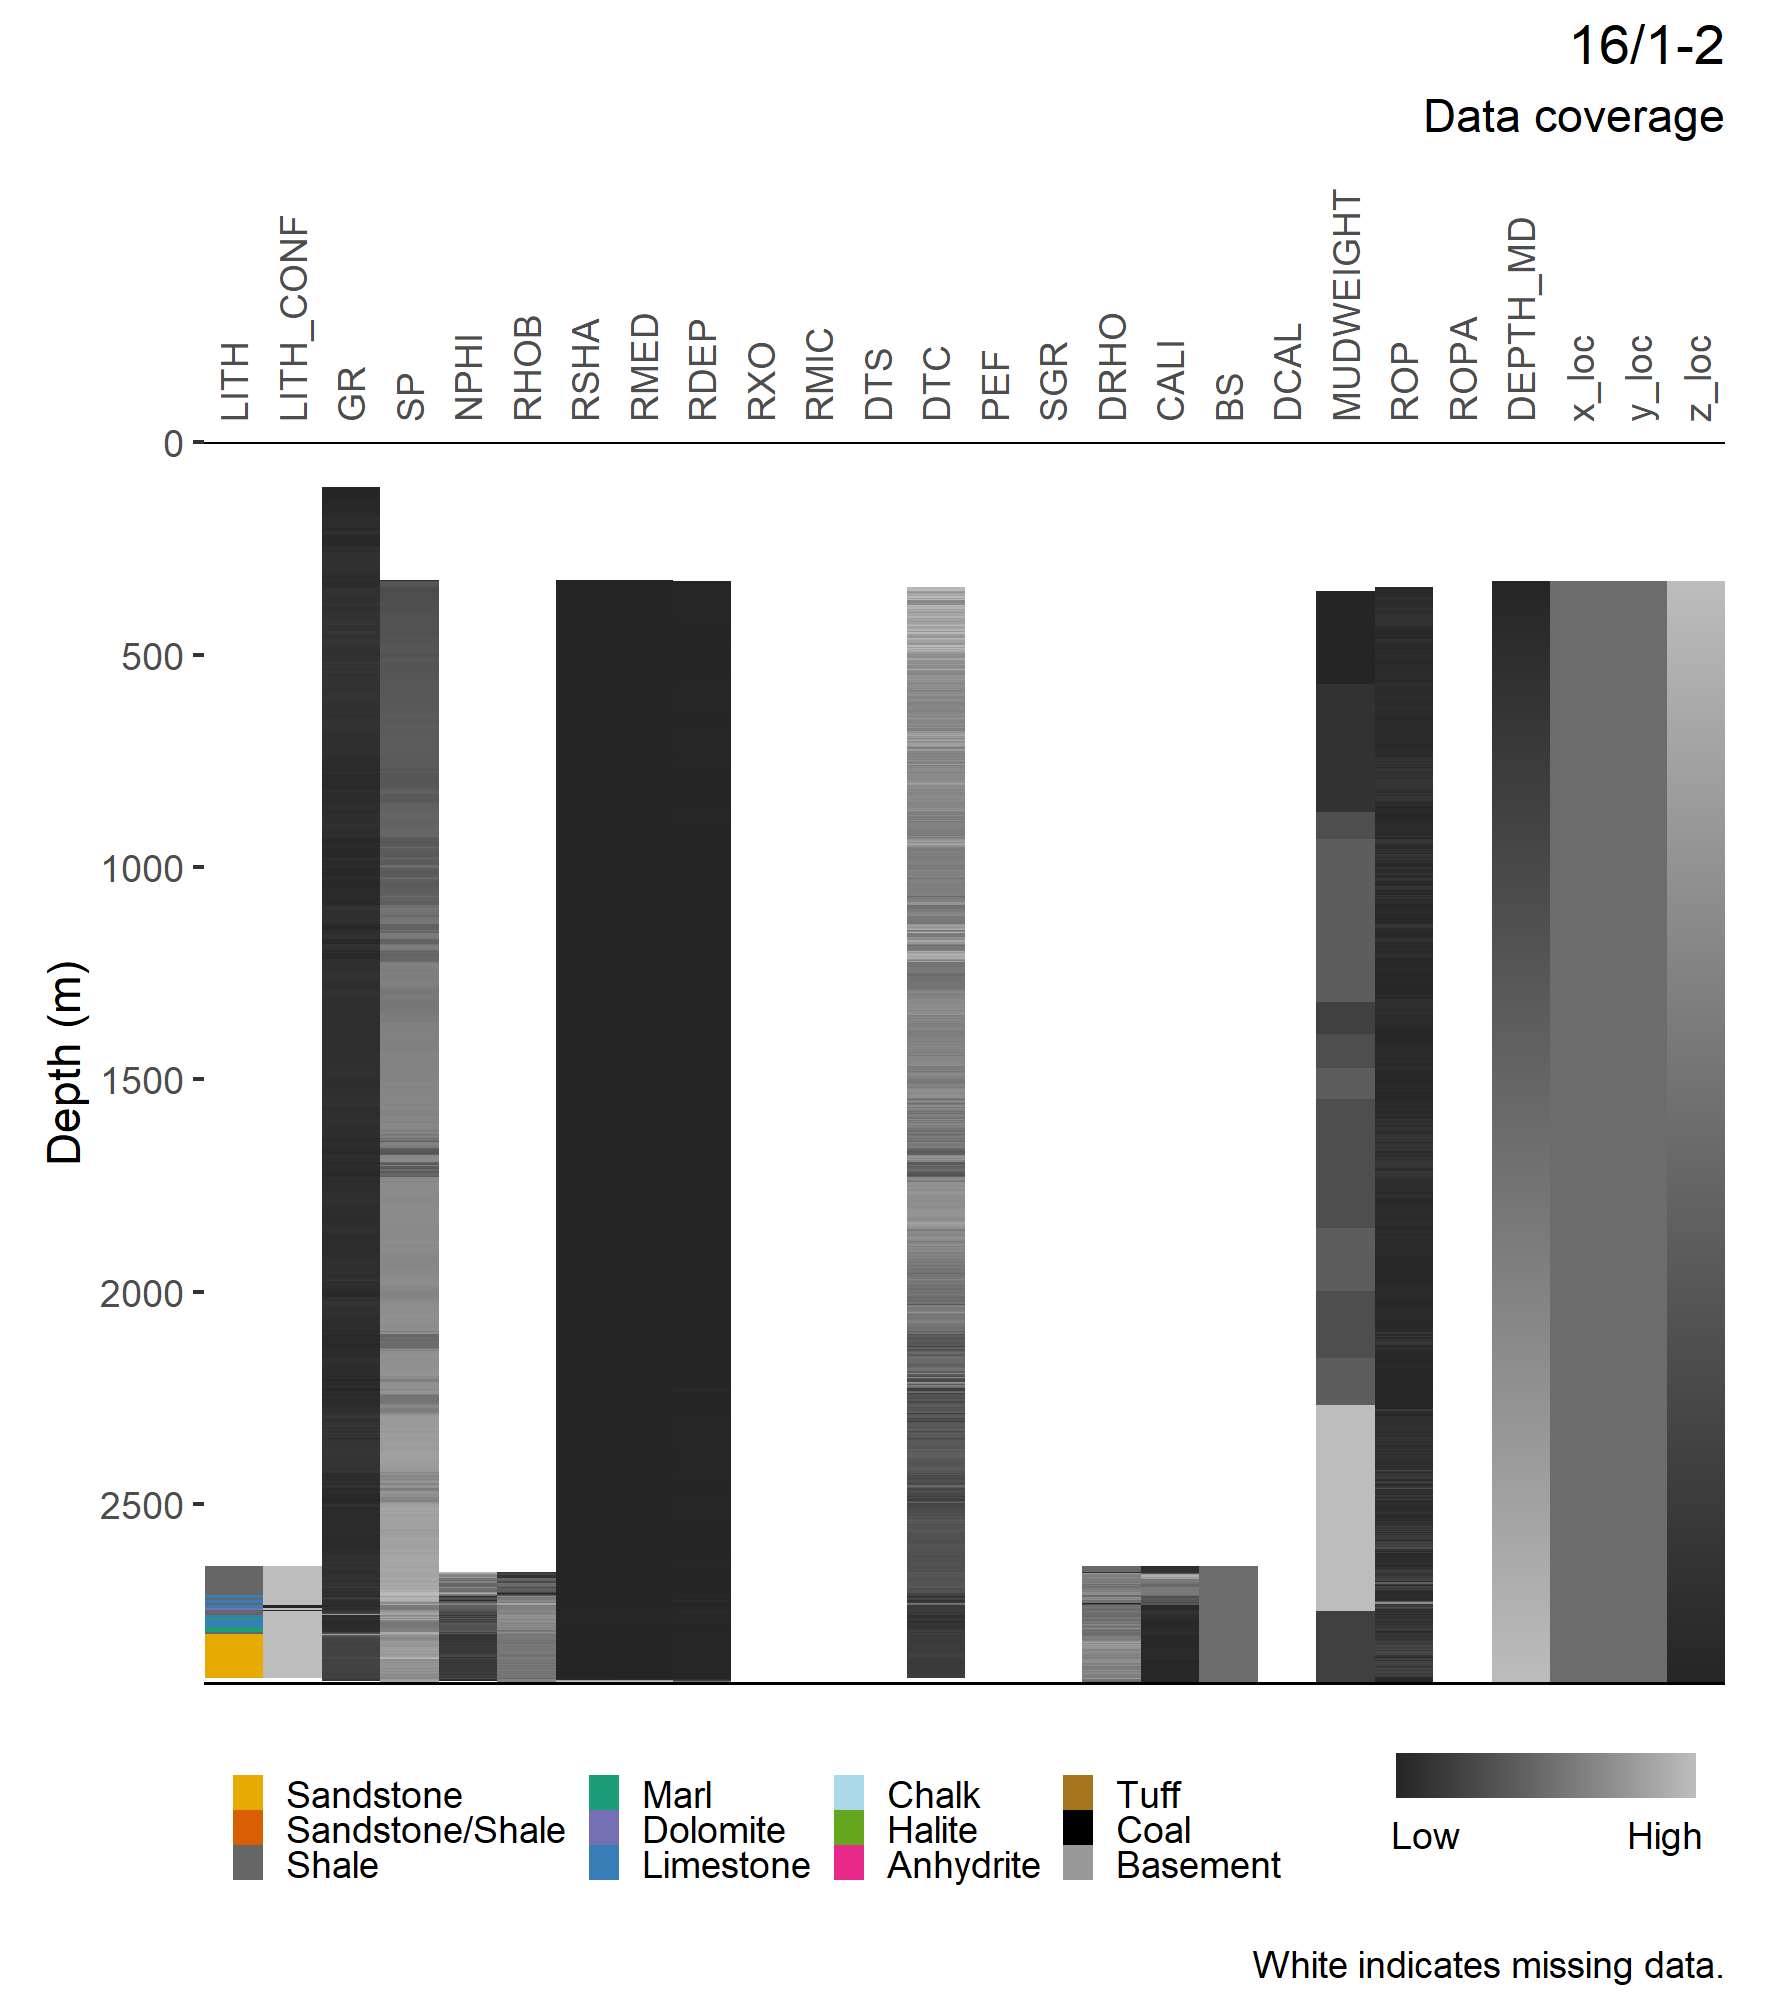 16/1-2
Data coverage
LITH
LITH_CONF
GR
SP
NPHI
RHOB
RSHA
RMED
RDEP
RXO
RMIC
DTS
DTC
PEF
SGR
DRHO
CALI
BS
DCAL
MUDWEIGHT
ROP
ROPA
DEPTH_MD
x_loc
y_loc
z_loc
Depth (m)
0
500
1000
1500
2000
2500
Sandstone
Sandstone/Shale
Shale
Marl
Dolomite
Limestone
Chalk
Halite
Anhydrite
Tuff
Coal
Basement
Low High
White indicates missing data.